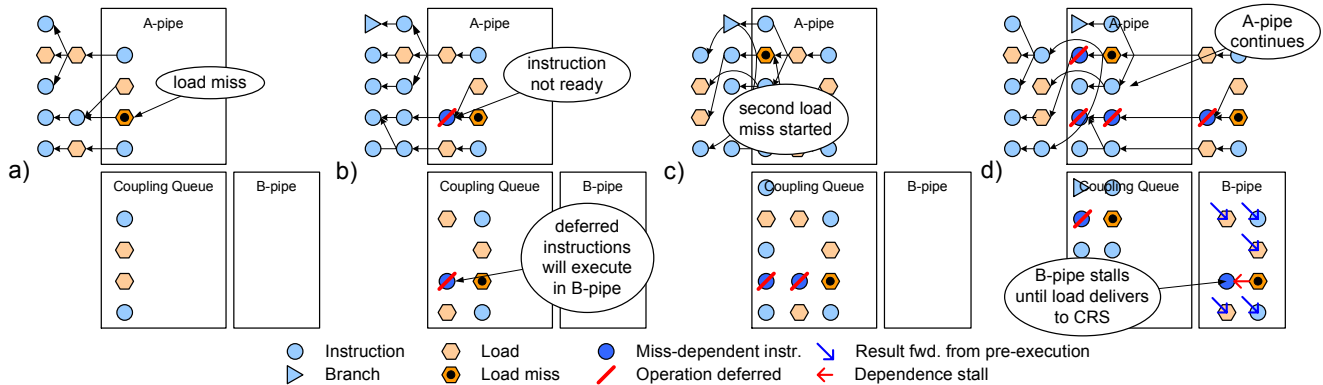 A-pipe
load miss
a)
Coupling Queue
B-pipe
A-pipe
instruction
not ready
b)
Coupling Queue
B-pipe
deferred
instructions
will execute
in B-pipe
A-pipe
second load
miss started
c)
Coupling Queue
B-pipe
A-pipe
A-pipe
continues
d)
Coupling Queue
B-pipe
B-pipe stalls
until load delivers
to CRS
Instruction
Load
Miss-dependent instr.
Result fwd. from pre-execution
Branch
Load miss
Operation deferred
Dependence stall